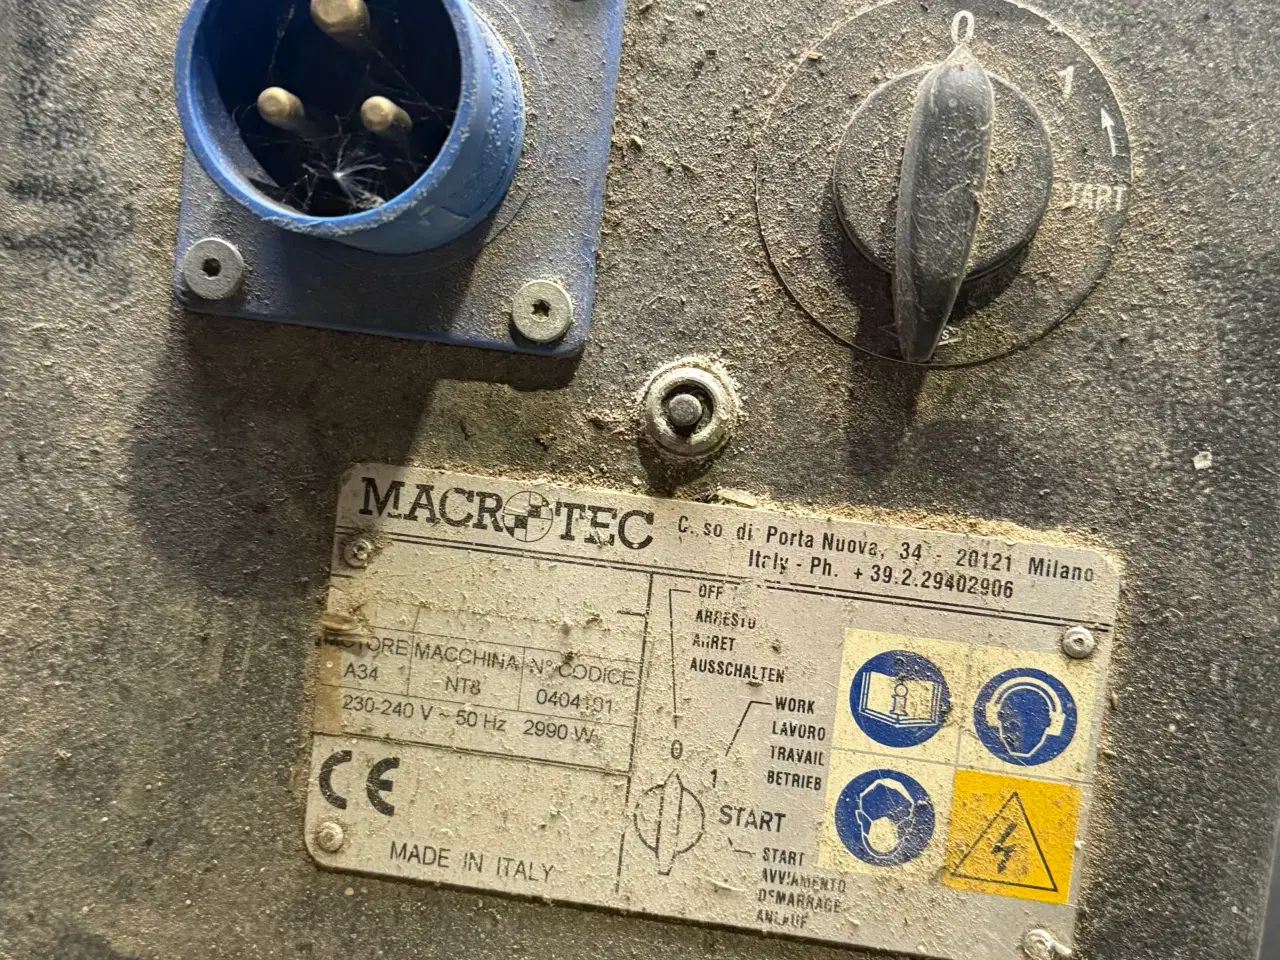 0
1
MACROTEC
C.so di Porta Nuova, 34 - 20121 Milano
Italy - Ph. +39.2.29402906
MACCHINA N° CODICE
A34 NT8 0404101
230-240 V ~ 50 Hz 2990 W
CE
MADE IN ITALY
OFF
ARRESTO
ARRET
AUSSCHALTEN
WORK
LAVORO
TRAVAIL
BETRIEB
0
1
START
START
AVVIAMENTO
DEMARRAGE
ANLAUF